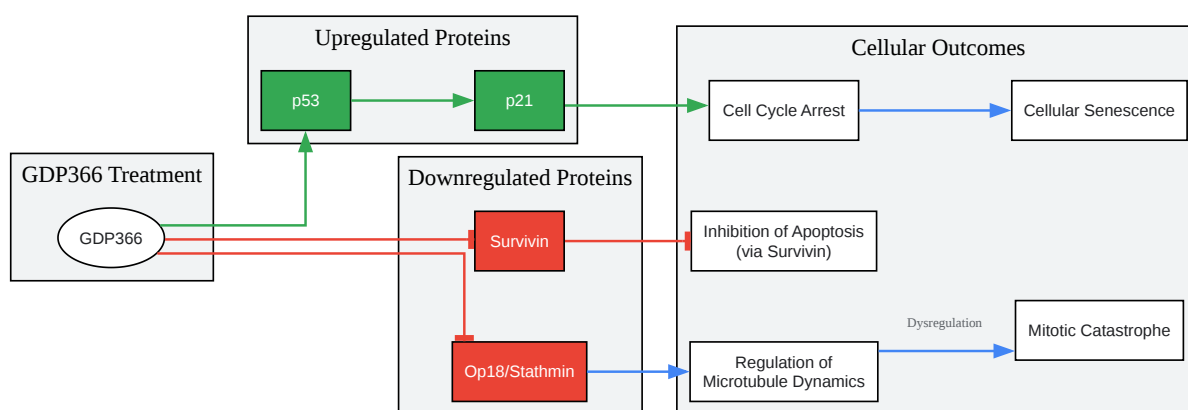 Upregulated Proteins
Cellular Outcomes
p53
p21
Cell Cycle Arrest
Cellular Senescence
GDP366 Treatment
Downregulated Proteins
GDP366
Survivin
Inhibition of Apoptosis
(via Survivin)
Dysregulation
Mitotic Catastrophe
Op18/Stathmin
Regulation of
Microtubule Dynamics